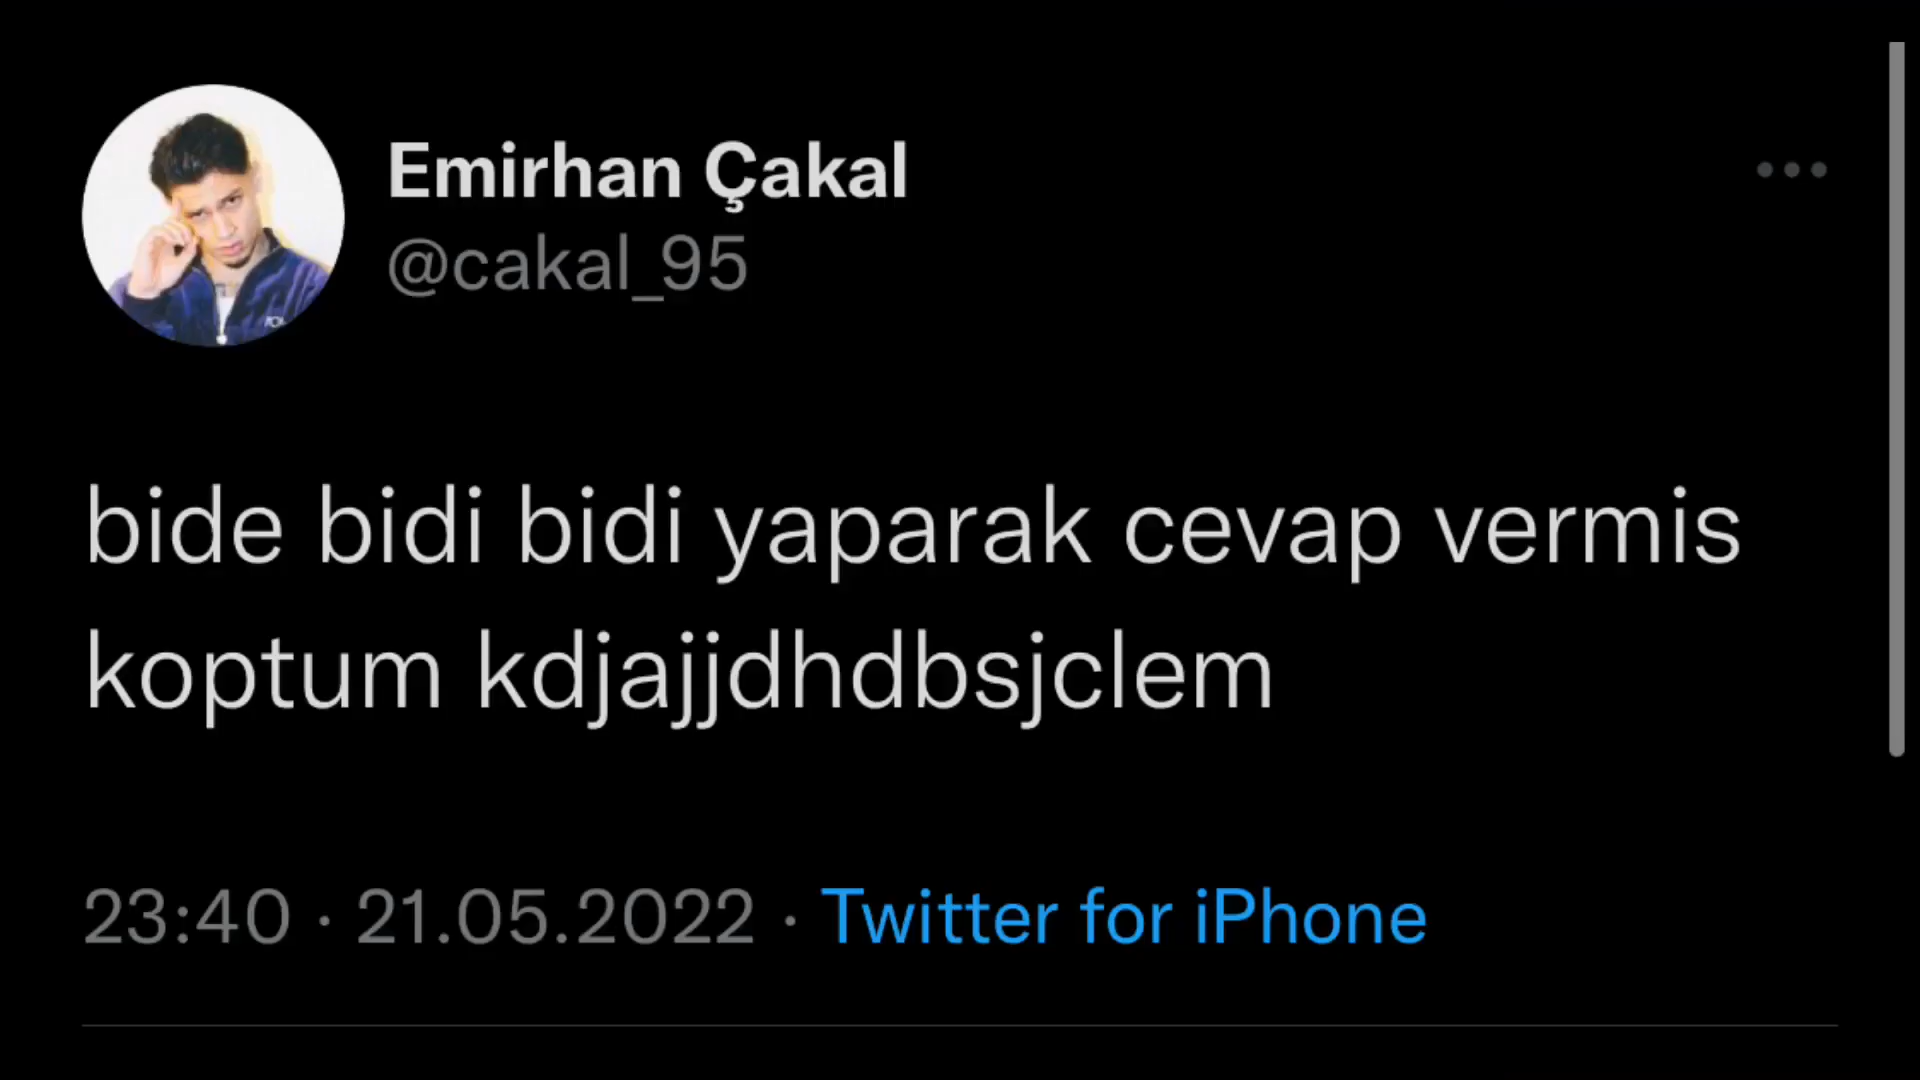 Emirhan Çakal
@cakal_95
bide bidi bidi yaparak cevap vermis
koptum kdjajjdhdbsjclem
23:40 · 21.05.2022 · Twitter for iPhone